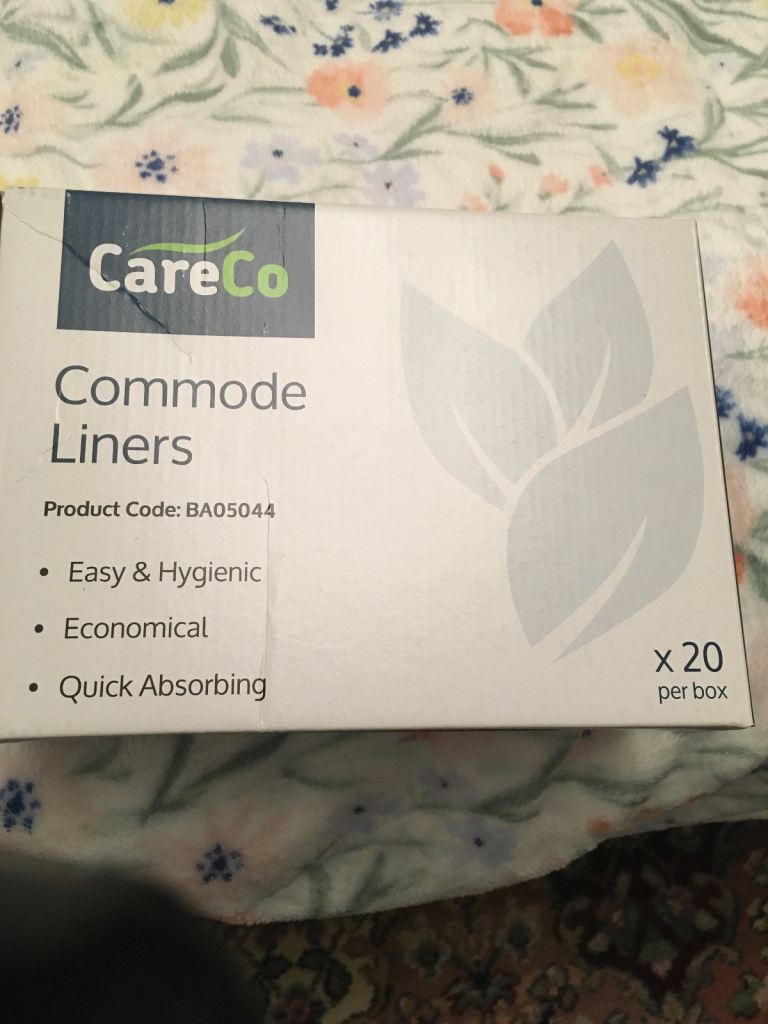 CareCo
Commode
Liners
Product Code: BA05044
• Easy & Hygienic
• Economical
• Quick Absorbing
x 20
per box